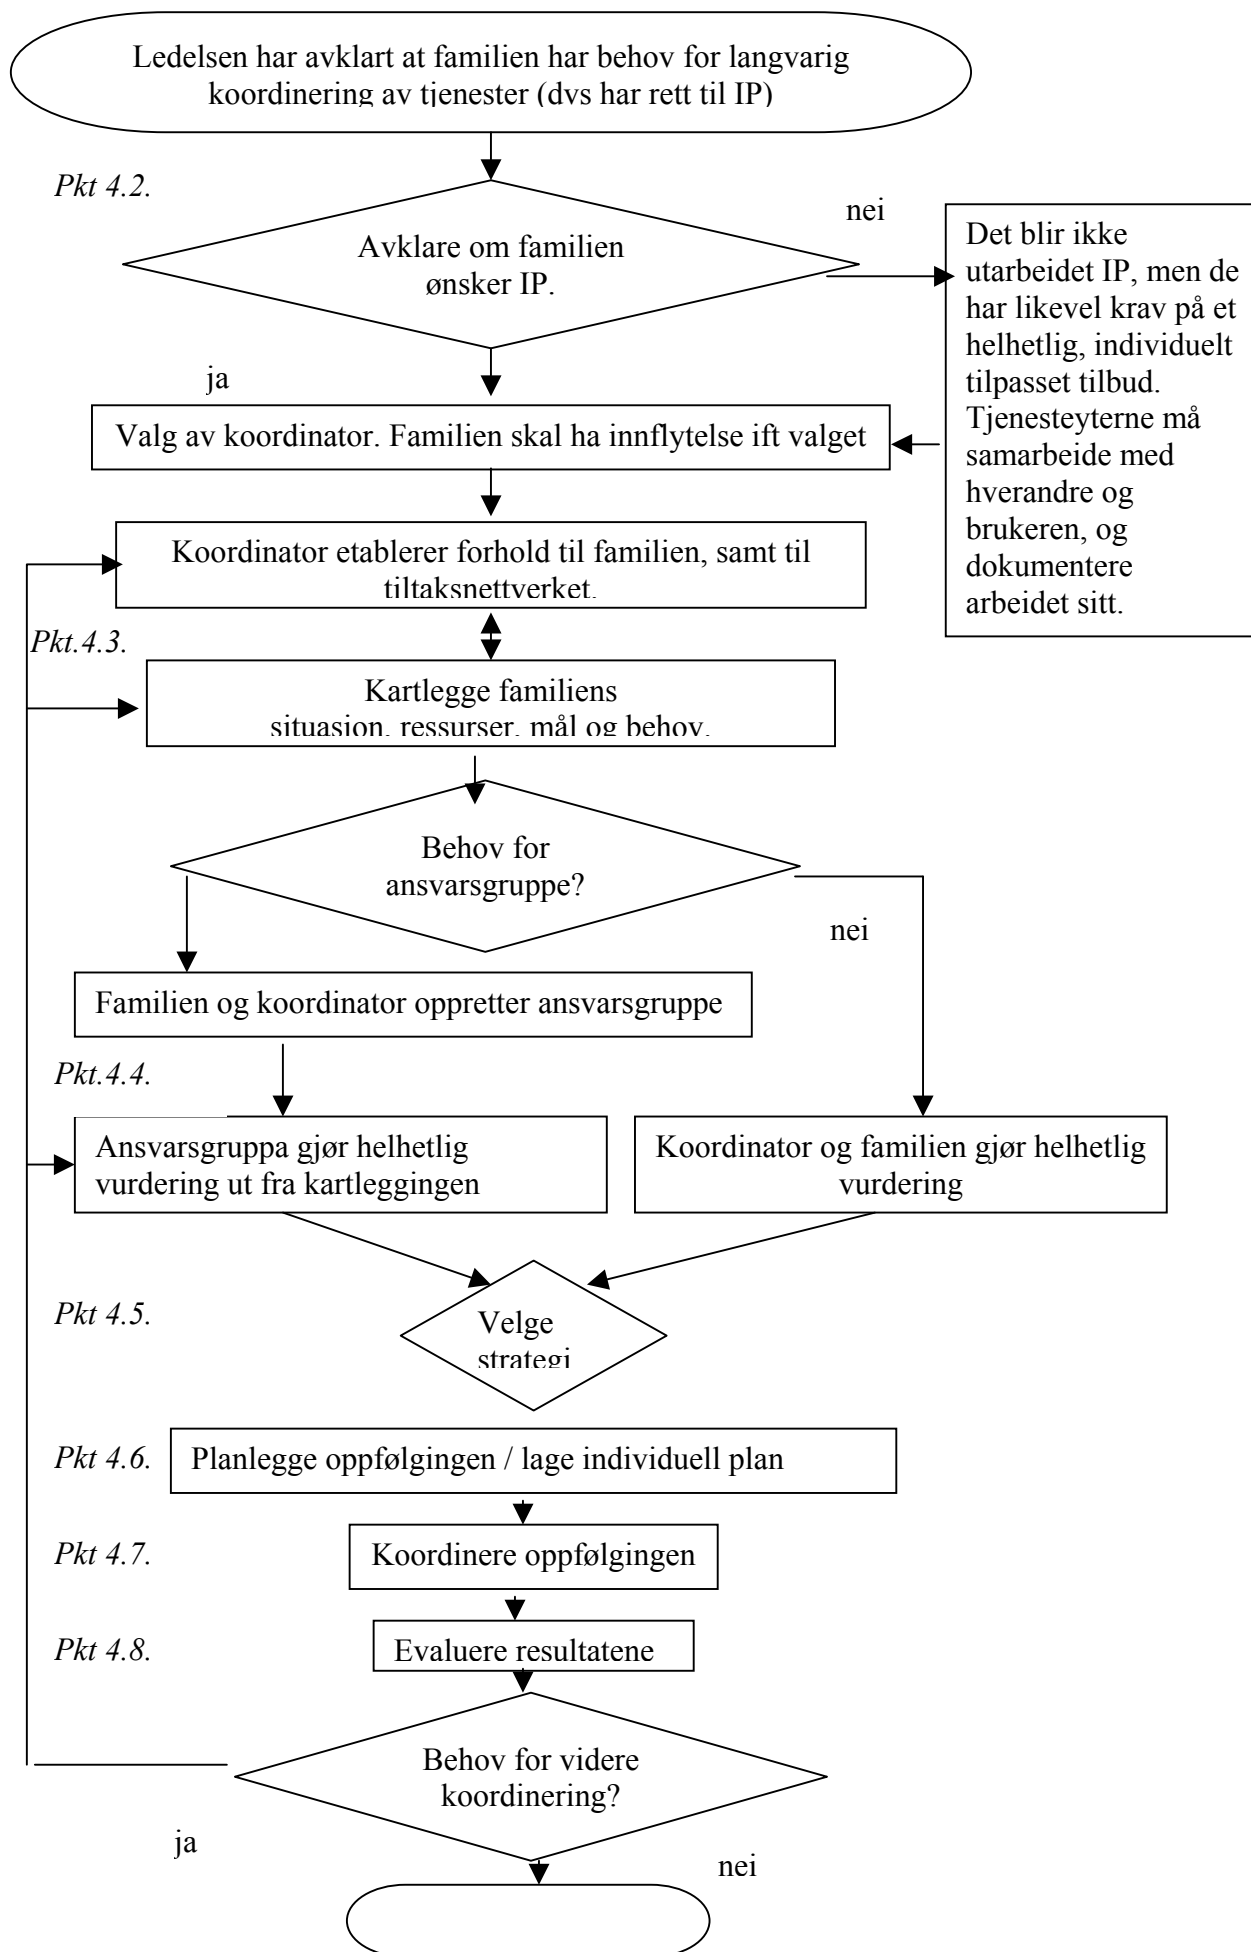 Ledelsen har avklart at familien har behov for langvarig
koordinering av tjenester (dvs har rett til IP)
Pkt 4.2.
nei
Avklare om familien
ønsker IP.
Det blir ikke
utarbeidet IP, men de
har likevel krav på et
helhetlig, individuelt
tilpasset tilbud.
Tjenesteyterne må
samarbeide med
hverandre og
brukeren, og
dokumentere
arbeidet sitt.
ja
Valg av koordinator. Familien skal ha innflytelse ift valget
Koordinator etablerer forhold til familien, samt til
tiltaksnettverket.
Pkt.4.3.
Kartlegge familiens
situasjon, ressurser, mål og behov.
Behov for
ansvarsgruppe?
nei
Familien og koordinator oppretter ansvarsgruppe
Pkt.4.4.
Ansvarsgruppa gjør helhetlig
vurdering ut fra kartleggingen
Koordinator og familien gjør helhetlig
vurdering
Pkt 4.5.
Velge
strategi
Pkt 4.6.
Planlegge oppfølgingen / lage individuell plan
Pkt 4.7.
Koordinere oppfølgingen
Pkt 4.8.
Evaluere resultatene
Behov for videre
koordinering?
ja
nei